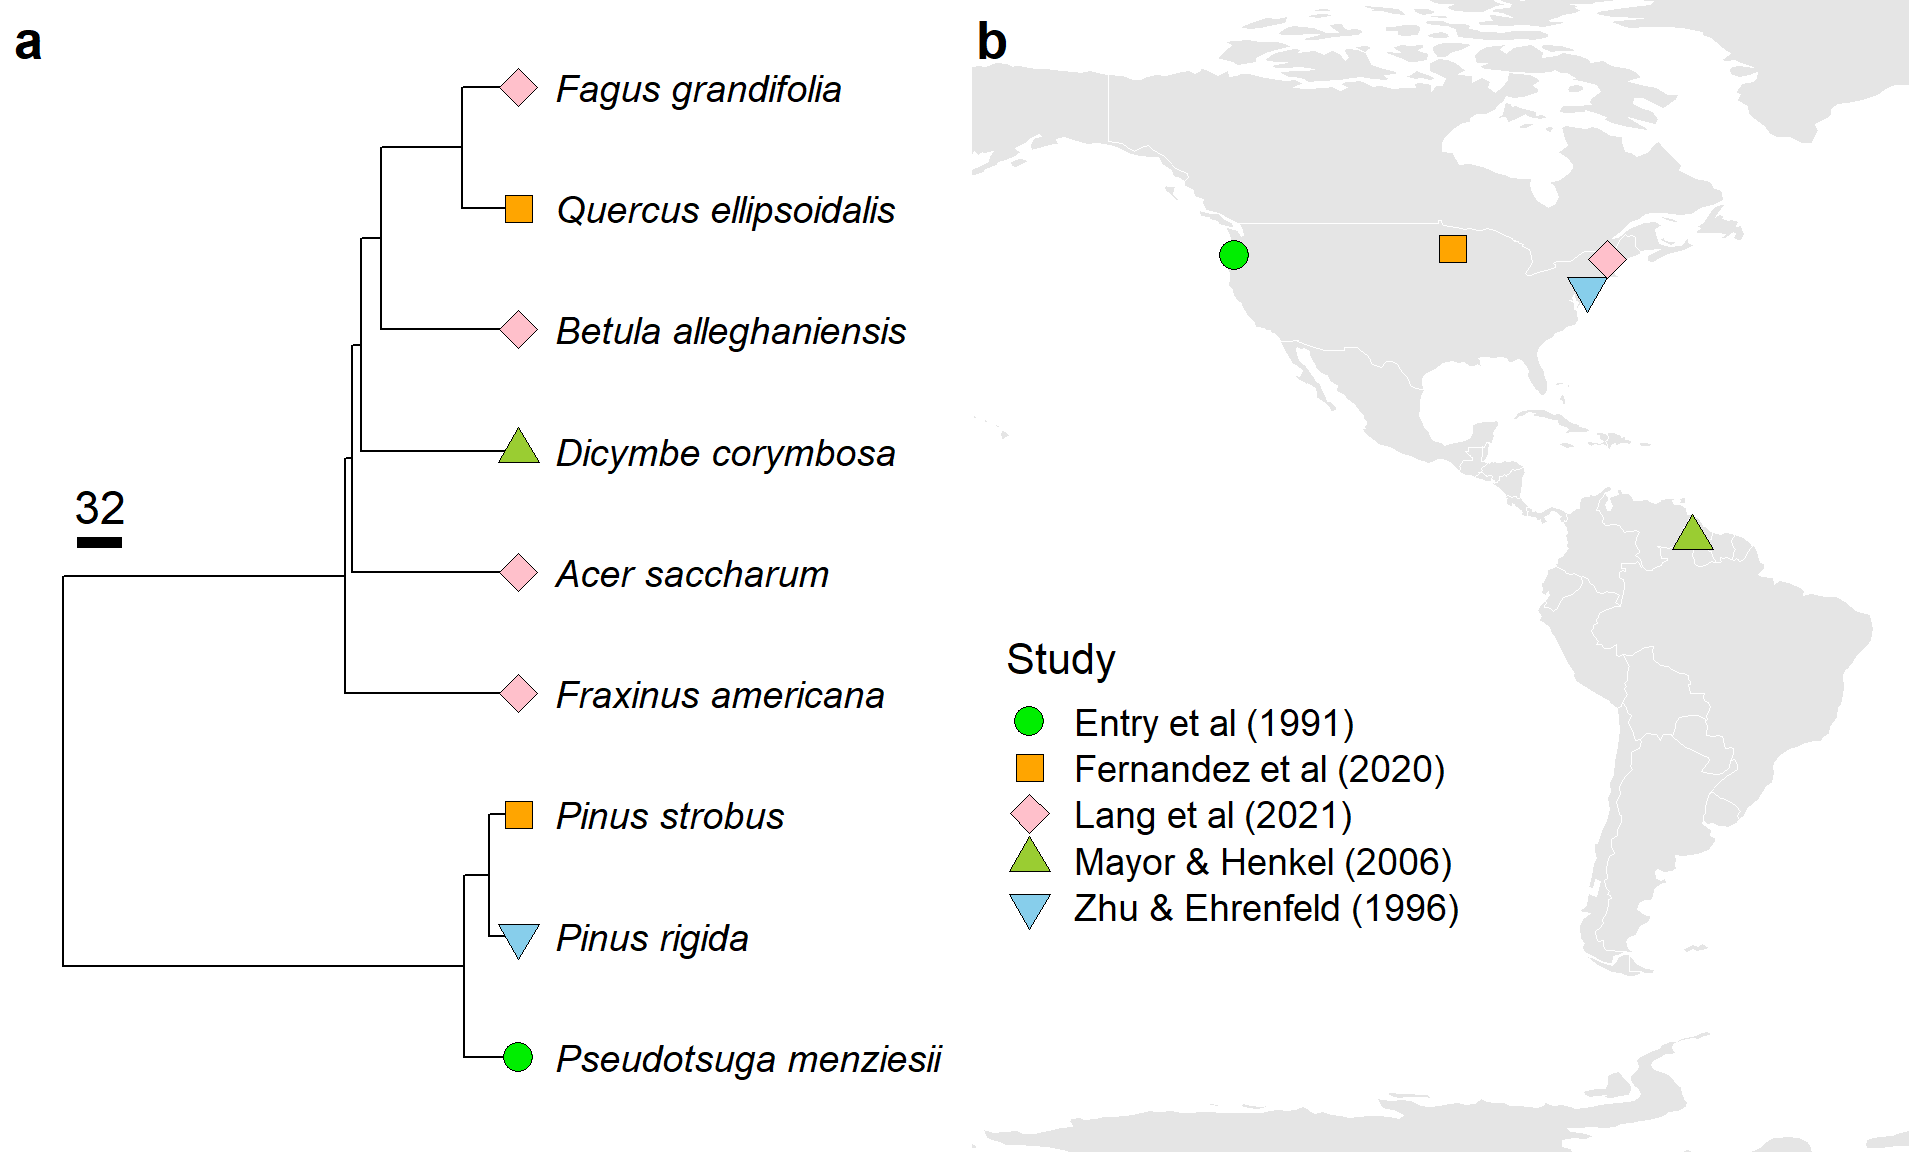 a
Fagus grandifolia
Quercus ellipsoidalis
Betula alleghaniensis
Dicymbe corymbosa
32
Acer saccharum
Fraxinus americana
Pinus strobus
Pinus rigida
Pseudotsuga menziesii
b
Study
Entry et al (1991)
Fernandez et al (2020)
Lang et al (2021)
Mayor & Henkel (2006)
Zhu & Ehrenfeld (1996)